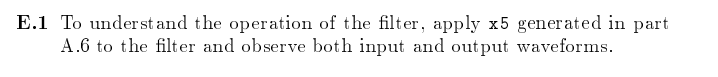 E.1 To understand the operation of the filter, apply x5 generated in part
A.6 to the filter and observe both input and output waveforms.